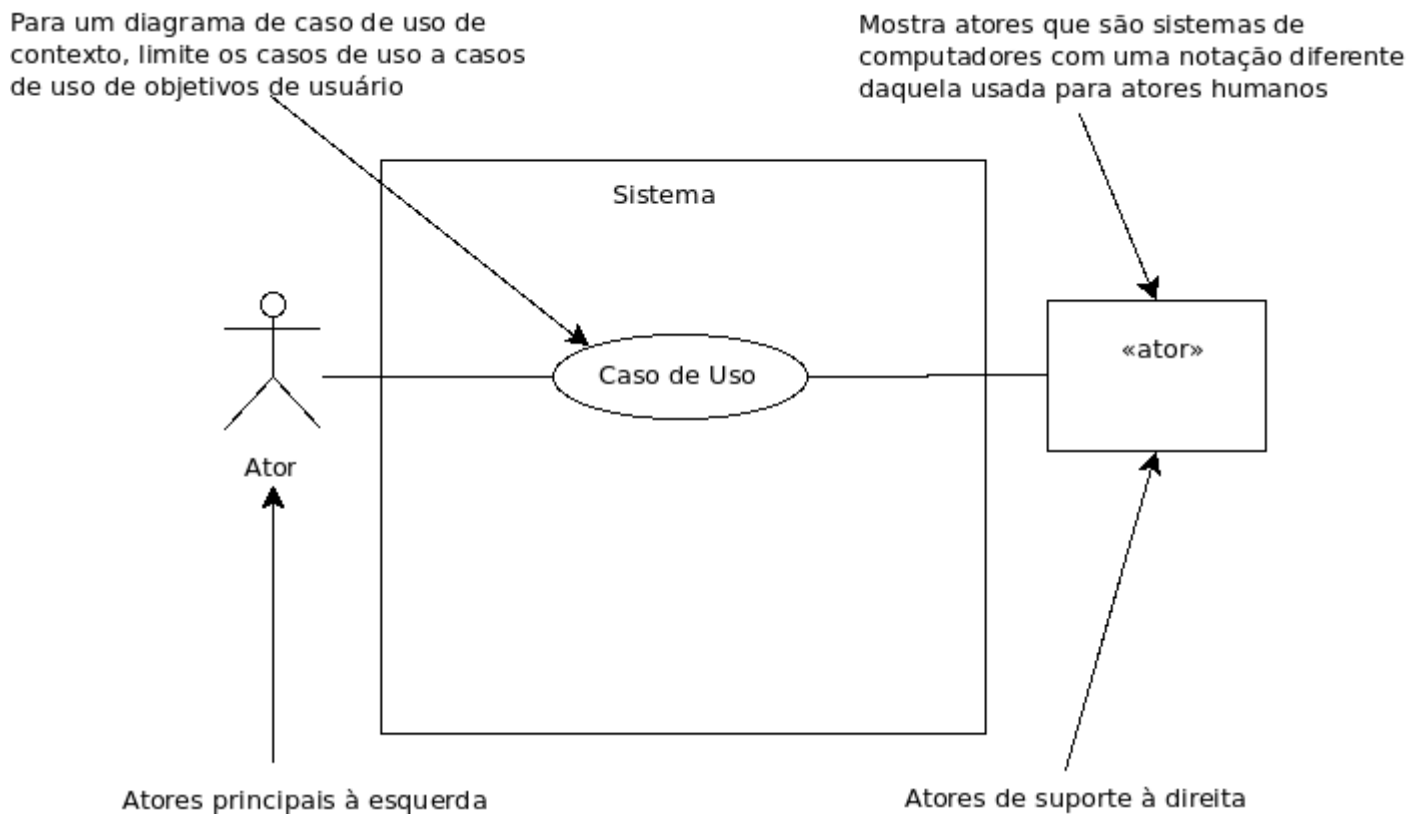 Para um diagrama de caso de uso de
contexto, limite os casos de uso a casos
de uso de objetivos de usuário
Mostra atores que são sistemas de
computadores com uma notação diferente
daquela usada para atores humanos
Sistema
«ator»
Caso de Uso
Ator
Atores principais à esquerda
Atores de suporte à direita